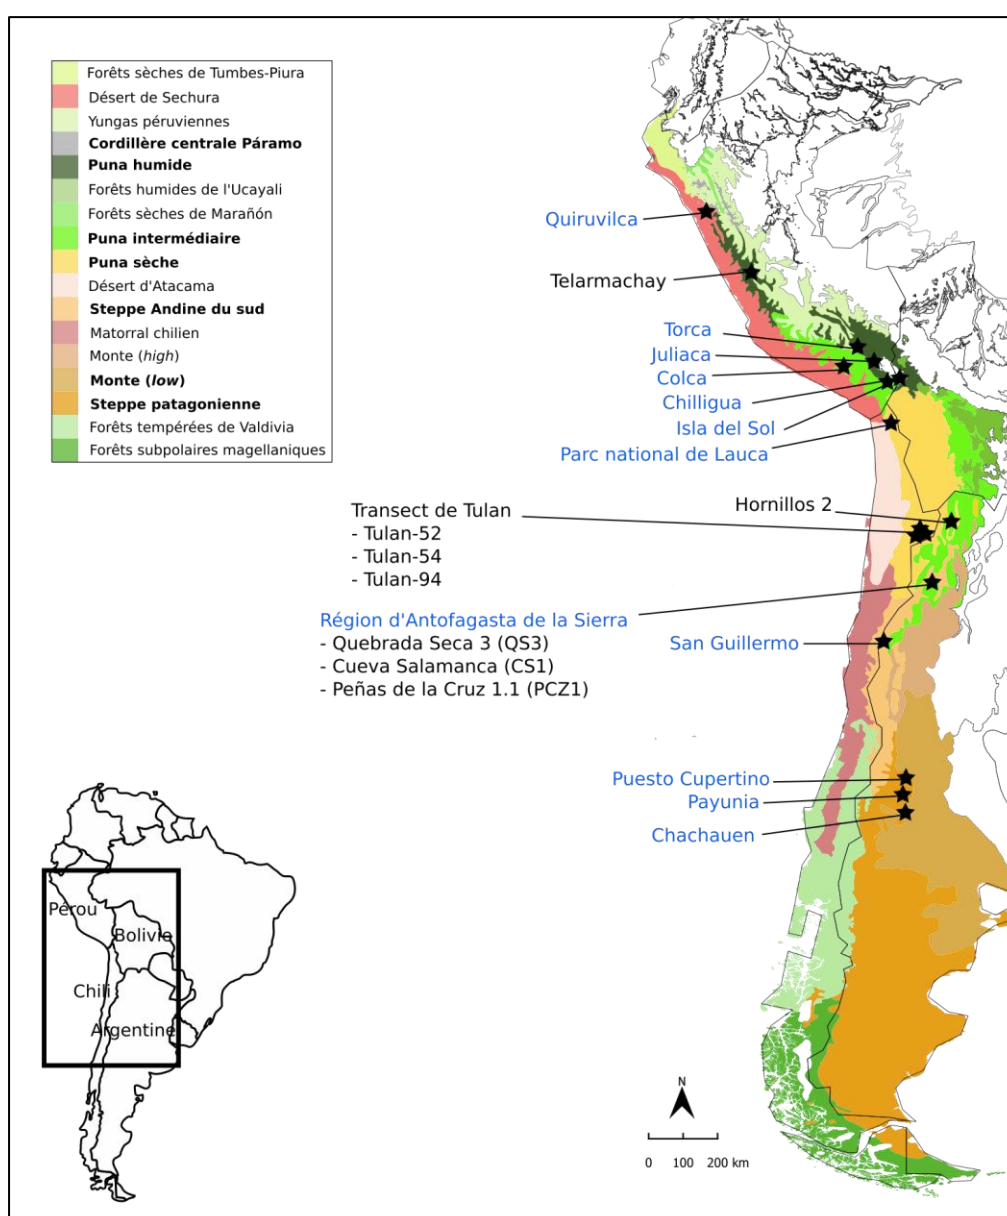 Forêts sèches de Tumbes-Piura
Désert de Sechura
Yungas péruviennes
Cordillère centrale Páramo
Puna humide
Forêts humides de l'Ucayali
Forêts sèches de Marañón
Puna intermédiaire
Puna sèche
Désert d'Atacama
Steppe Andine du sud
Matorral chilien
Monte (high)
Monte (low)
Steppe patagonienne
Forêts tempérées de Valdivia
Forêts subpolaires magellaniques
Quiruvilca
Telarmachay
Torca
Juliaca
Colca
Chilligua
Isla del Sol
Parc national de Lauca
Hornillos 2
Transect de Tulan
- Tulan-52
- Tulan-54
- Tulan-94
Région d'Antofagasta de la Sierra
- Quebrada Seca 3 (QS3)
- Cueva Salamanca (CS1)
- Peñas de la Cruz 1.1 (PCZ1)
San Guillermo
Puesto Cupertino
Payunia
Chachauen
Pérou
Bolivie
Chili
Argentine
N
0 100 200 km